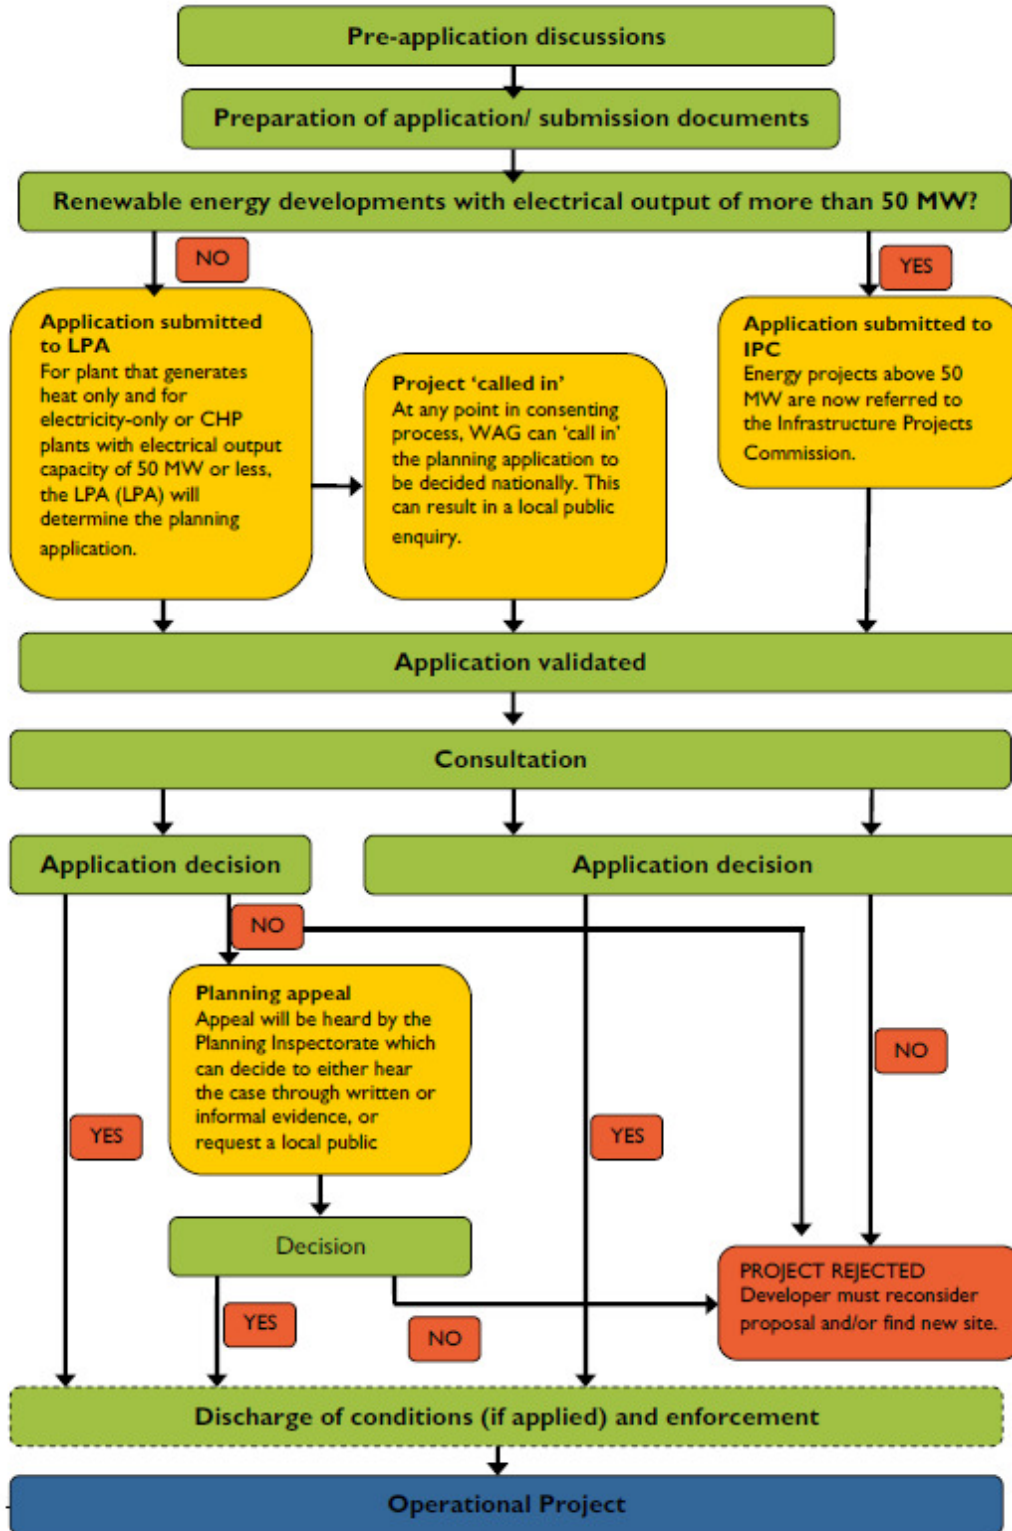 Pre-application discussions
Preparation of application/ submission documents
Renewable energy developments with electrical output of more than 50 MW?
NO
YES
Application submitted
to LPA
For plant that generates
heat only and for
electricity-only or CHP
plants with electrical output
capacity of 50 MW or less,
the LPA (LPA) will
determine the planning
application.
Project ‘called in’
At any point in consenting
process, WAG can ‘call in’
the planning application to
be decided nationally. This
can result in a local public
enquiry.
Application submitted to
IPC
Energy projects above 50
MW are now referred to
the Infrastructure Projects
Commission.
Application validated
Consultation
Application decision
Application decision
NO
Planning appeal
Appeal will be heard by the
Planning Inspectorate which
can decide to either hear
the case through written or
informal evidence, or
request a local public
YES
YES
NO
Decision
YES
NO
PROJECT REJECTED
Developer must reconsider
proposal and/or find new site.
Discharge of conditions (if applied) and enforcement
Operational Project